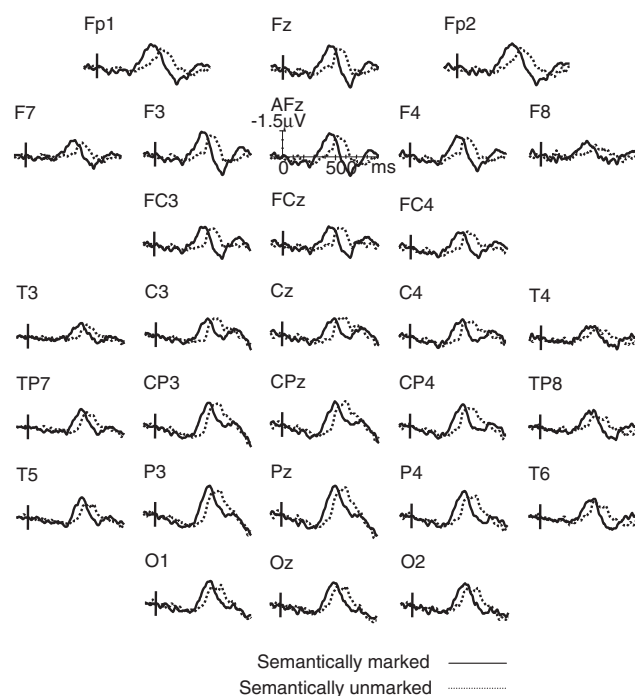 Fp1 Fz Fp2
F7 F3 AFz F4 F8
-1.5µV
0 500 ms
FC3 FCz FC4
T3 C3 Cz C4 T4
TP7 CP3 CPz CP4 TP8
T5 P3 Pz P4 T6
O1 Oz O2
Semantically marked
Semantically unmarked